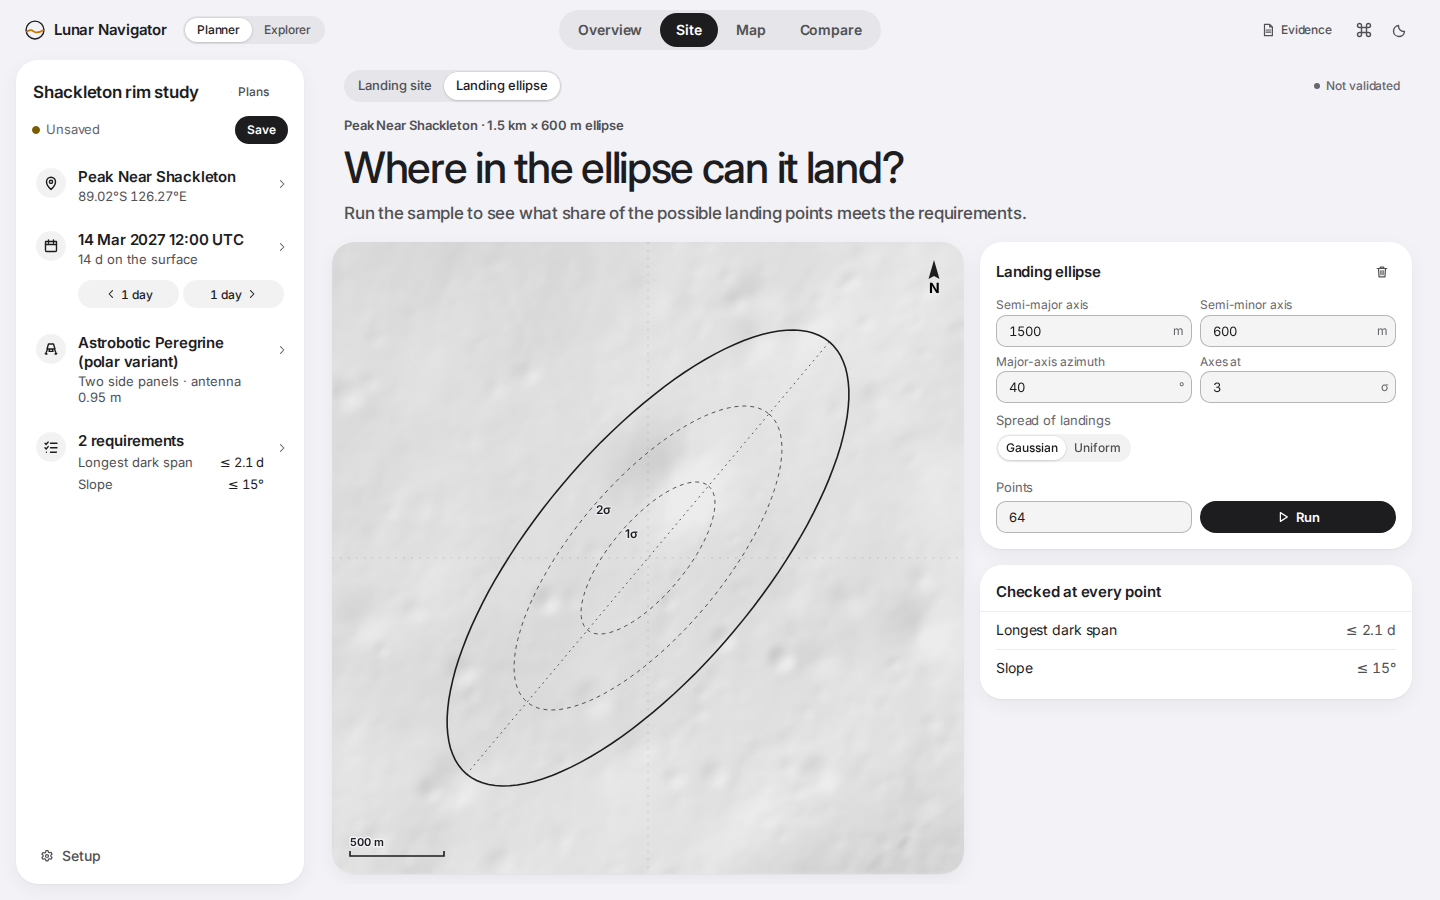 Lunar Navigator
Planner
Explorer
Overview
Site
Map
Compare
Evidence
Shackleton rim study
Plans
Unsaved
Save
Peak Near Shackleton
89.02°S 126.27°E
14 Mar 2027 12:00 UTC
14 d on the surface
1 day
1 day
Astrobotic Peregrine
(polar variant)
Two side panels · antenna
0.95 m
2 requirements
Longest dark span ≤ 2.1 d
Slope ≤ 15°
Setup
Landing site
Landing ellipse
Not validated
Peak Near Shackleton · 1.5 km × 600 m ellipse
Where in the ellipse can it land?
Run the sample to see what share of the possible landing points meets the requirements.
N
2σ
1σ
500 m
Landing ellipse
Semi-major axis
Semi-minor axis
1500 m
600 m
Major-axis azimuth
Axes at
40 °
3 σ
Spread of landings
Gaussian
Uniform
Points
64
Run
Checked at every point
Longest dark span ≤ 2.1 d
Slope ≤ 15°